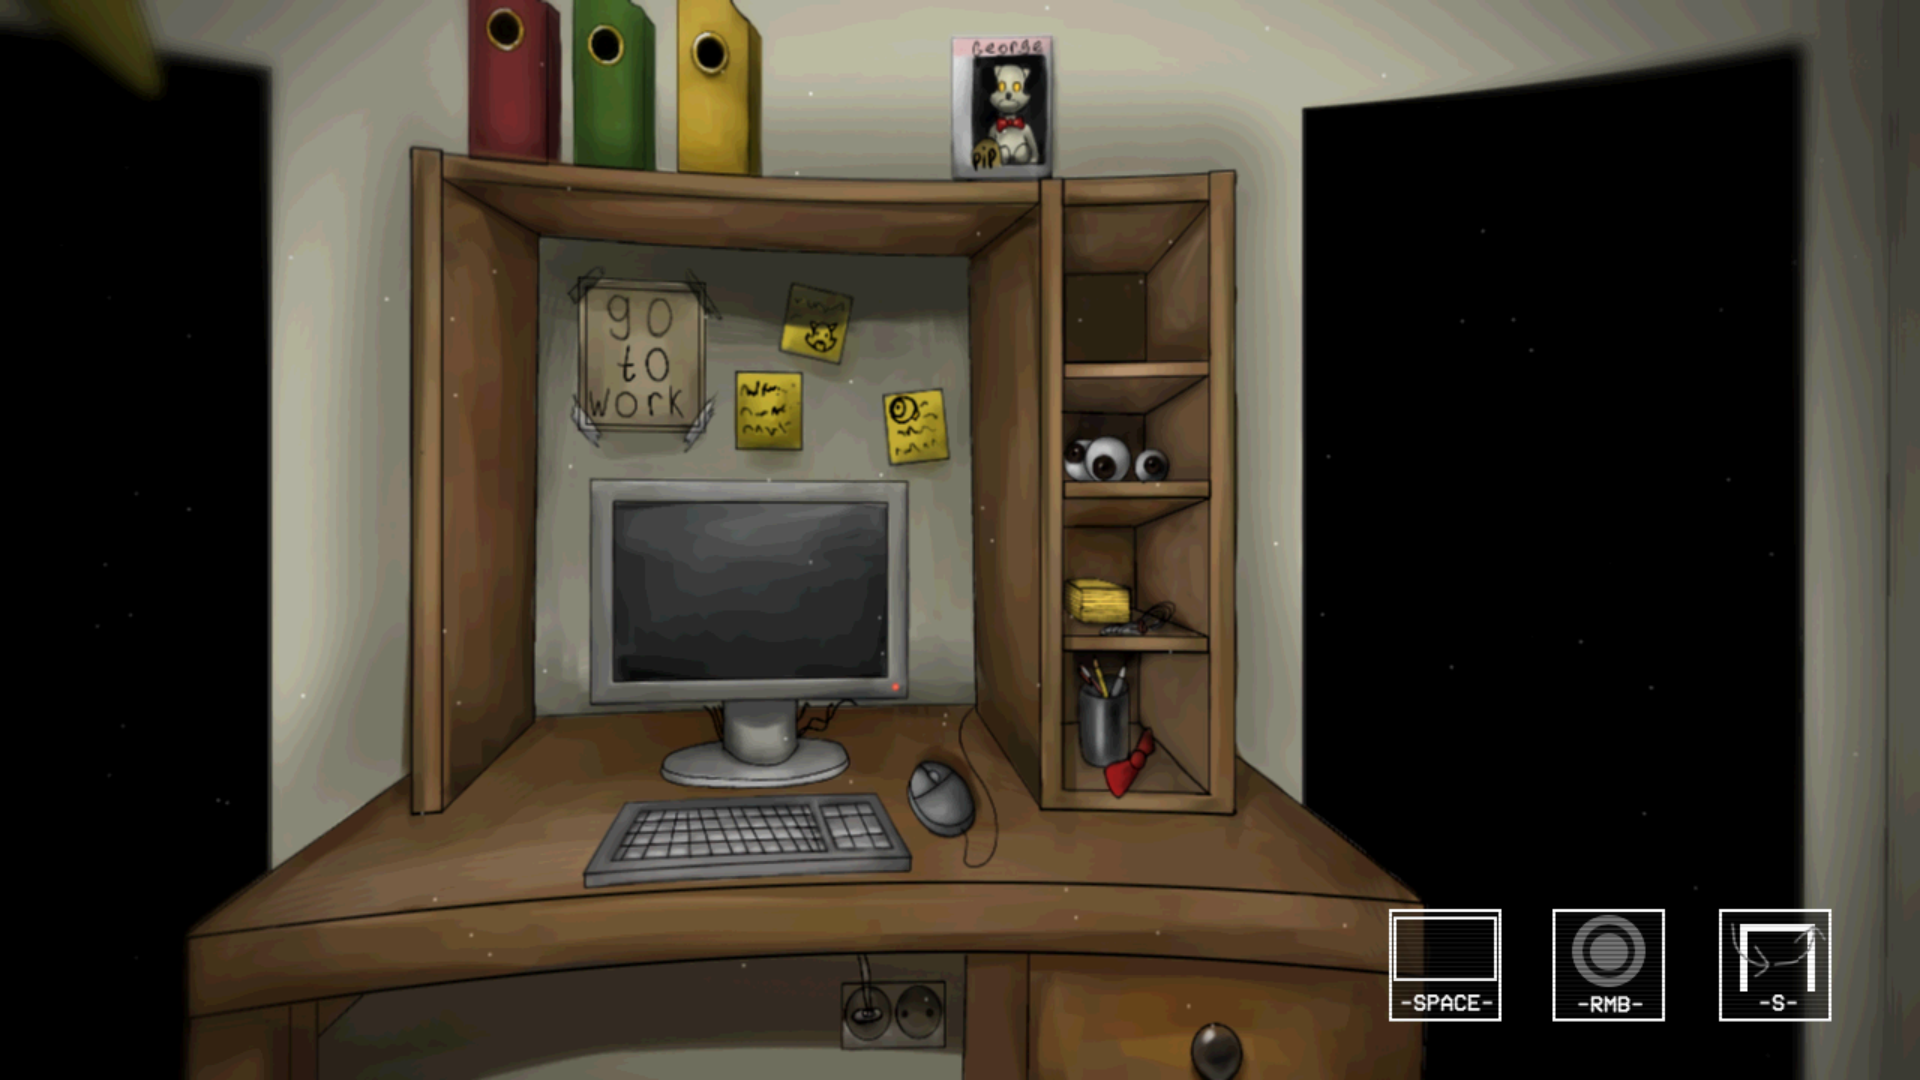 George
PiP
go
to
work
-SPACE-
-RMB-
-S-